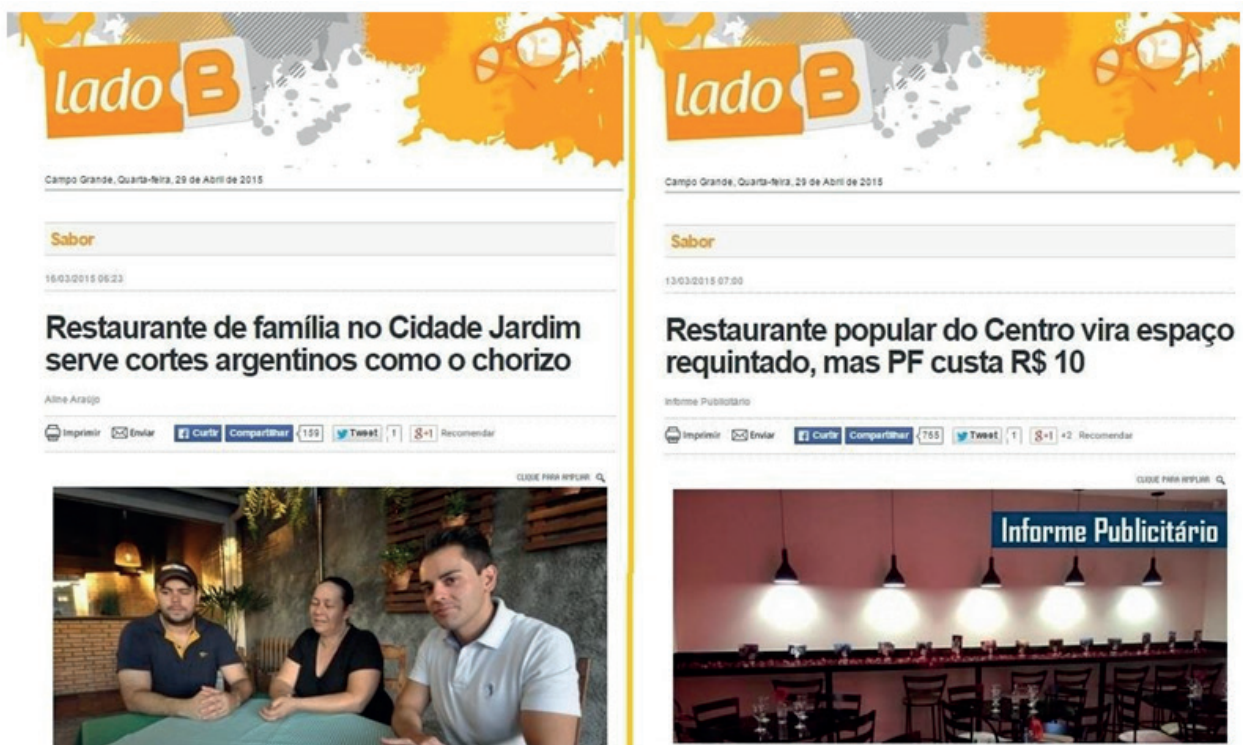 lado B
Campo Grande, Quarta-feira, 29 de Abril de 2015
Sabor
16/03/2015 06:23
Restaurante de família no Cidade Jardim
serve cortes argentinos como o chorizo
Aline Araújo
Imprimir Enviar Curtir Compartilhar 159 Tweet 1 g+1 Recomendar
CLIQUE PARA AMPLIAR
lado B
Campo Grande, Quarta-feira, 29 de Abril de 2015
Sabor
13/03/2015 07:00
Restaurante popular do Centro vira espaço
requintado, mas PF custa R$ 10
Informe Publicitário
Imprimir Enviar Curtir Compartilhar 765 Tweet 1 g+1 +2 Recomendar
CLIQUE PARA AMPLIAR
Informe Publicitário